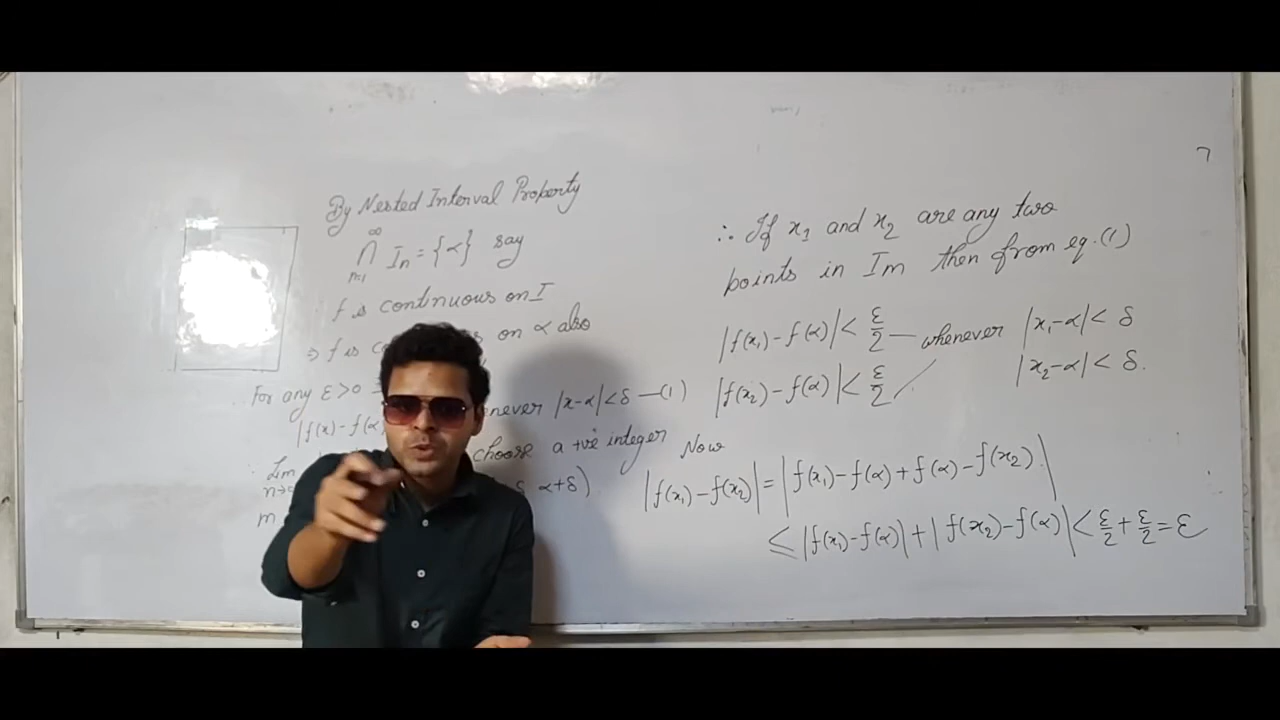 By Nested Interval Property
∞
∩ In = {α} say
n=1
f is continuous on I
⇒ f is on α also
∴ For any ε>0
|f(x)-f(α) whenever |x-α|<δ —(1)
∴ Lim choose a +ve integer
n→
m α+δ)
∴ If x₁ and x₂ are any two
points in Im then from eq.(1)
|f(x₁)-f(α)| < ε/2 — whenever |x₁-α| < δ
|f(x₂)-f(α)| < ε/2 |x₂-α| < δ.
Now
|f(x₁)-f(x₂)| = |f(x₁)-f(α)+f(α)-f(x₂)|
≤ |f(x₁)-f(α)| + |f(x₂)-f(α)| < ε/2 + ε/2 = ε